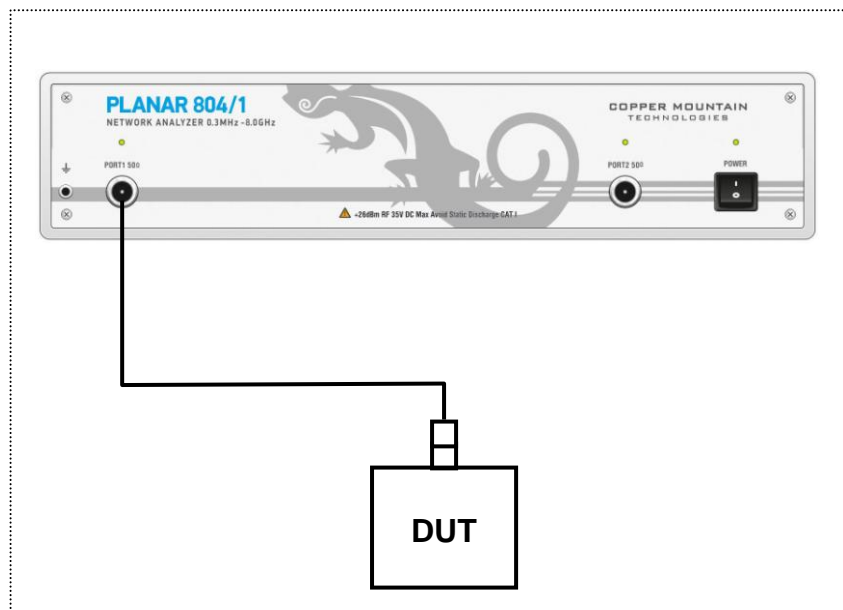 PLANAR 804/1
NETWORK ANALYZER 0.3MHz -8.0GHz
COPPER MOUNTAIN
TECHNOLOGIES
PORT1 50Ω
PORT2 50Ω
POWER
+26dBm RF 35V DC Max Avoid Static Discharge CAT I
DUT